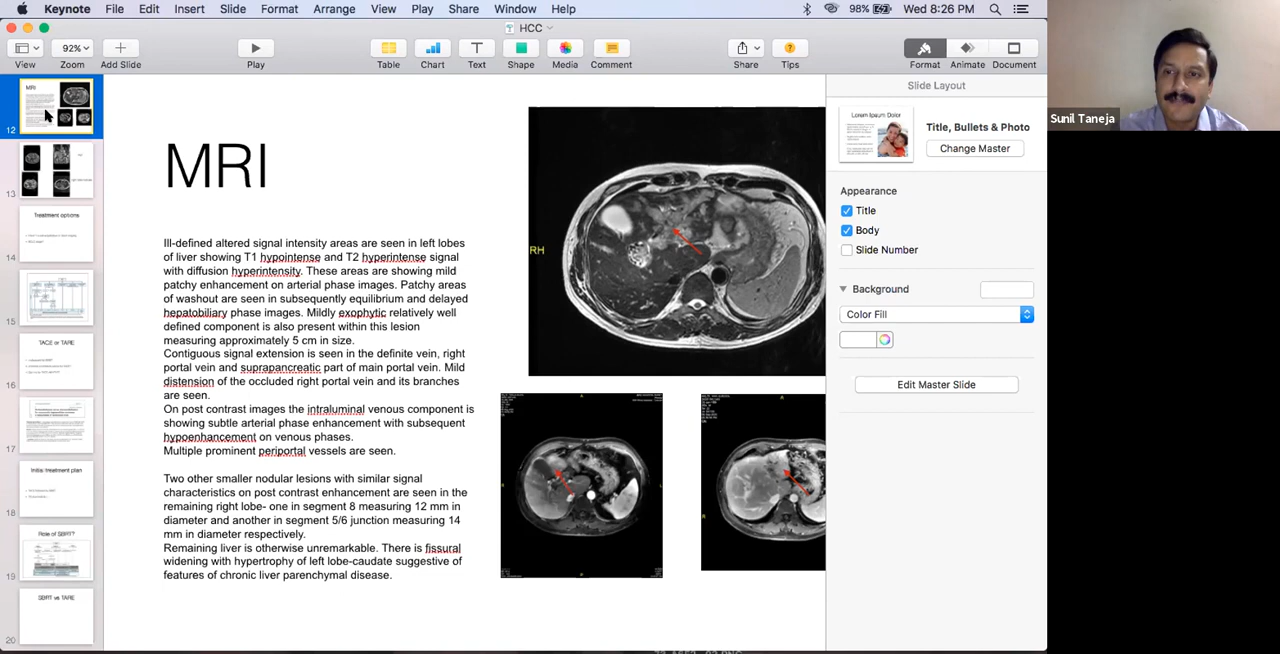 Keynote File Edit Insert Slide Format Arrange View Play Share Window Help
98% Wed 8:26 PM
HCC
92%
View Zoom Add Slide Play Table Chart Text Shape Media Comment Share Tips Format Animate Document
Sunil Taneja
MRI
12
13
Treatment options
14
15
TACE or TARE
16
17
Initial treatment plan
18
Role of SBRT?
19
SBRT vs TARE
20
MRI
Ill-defined altered signal intensity areas are seen in left lobes
of liver showing T1 hypointense and T2 hyperintense signal
with diffusion hyperintensity. These areas are showing mild
patchy enhancement on arterial phase images. Patchy areas
of washout are seen in subsequently equilibrium and delayed
hepatobiliary phase images. Mildly exophytic relatively well
defined component is also present within this lesion
measuring approximately 5 cm in size.
Contiguous signal extension is seen in the definite vein, right
portal vein and suprapancreatic part of main portal vein. Mild
distension of the occluded right portal vein and its branches
are seen.
On post contrast images the intraluminal venous component is
showing subtle arterial phase enhancement with subsequent
hypoenhancement on venous phases.
Multiple prominent periportal vessels are seen.
Two other smaller nodular lesions with similar signal
characteristics on post contrast enhancement are seen in the
remaining right lobe- one in segment 8 measuring 12 mm in
diameter and another in segment 5/6 junction measuring 14
mm in diameter respectively.
Remaining liver is otherwise unremarkable. There is fissural
widening with hypertrophy of left lobe-caudate suggestive of
features of chronic liver parenchymal disease.
RH
Slide Layout
Lorem Ipsum Dolor
Title, Bullets & Photo
Change Master
Appearance
Title
Body
Slide Number
Background
Color Fill
Edit Master Slide